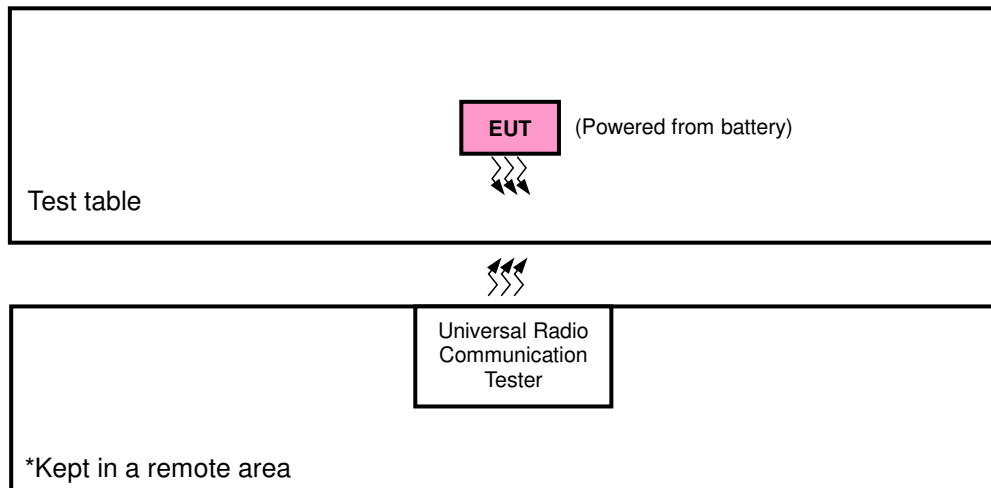 EUT
(Powered from battery)
Test table
Universal Radio
Communication
Tester
*Kept in a remote area